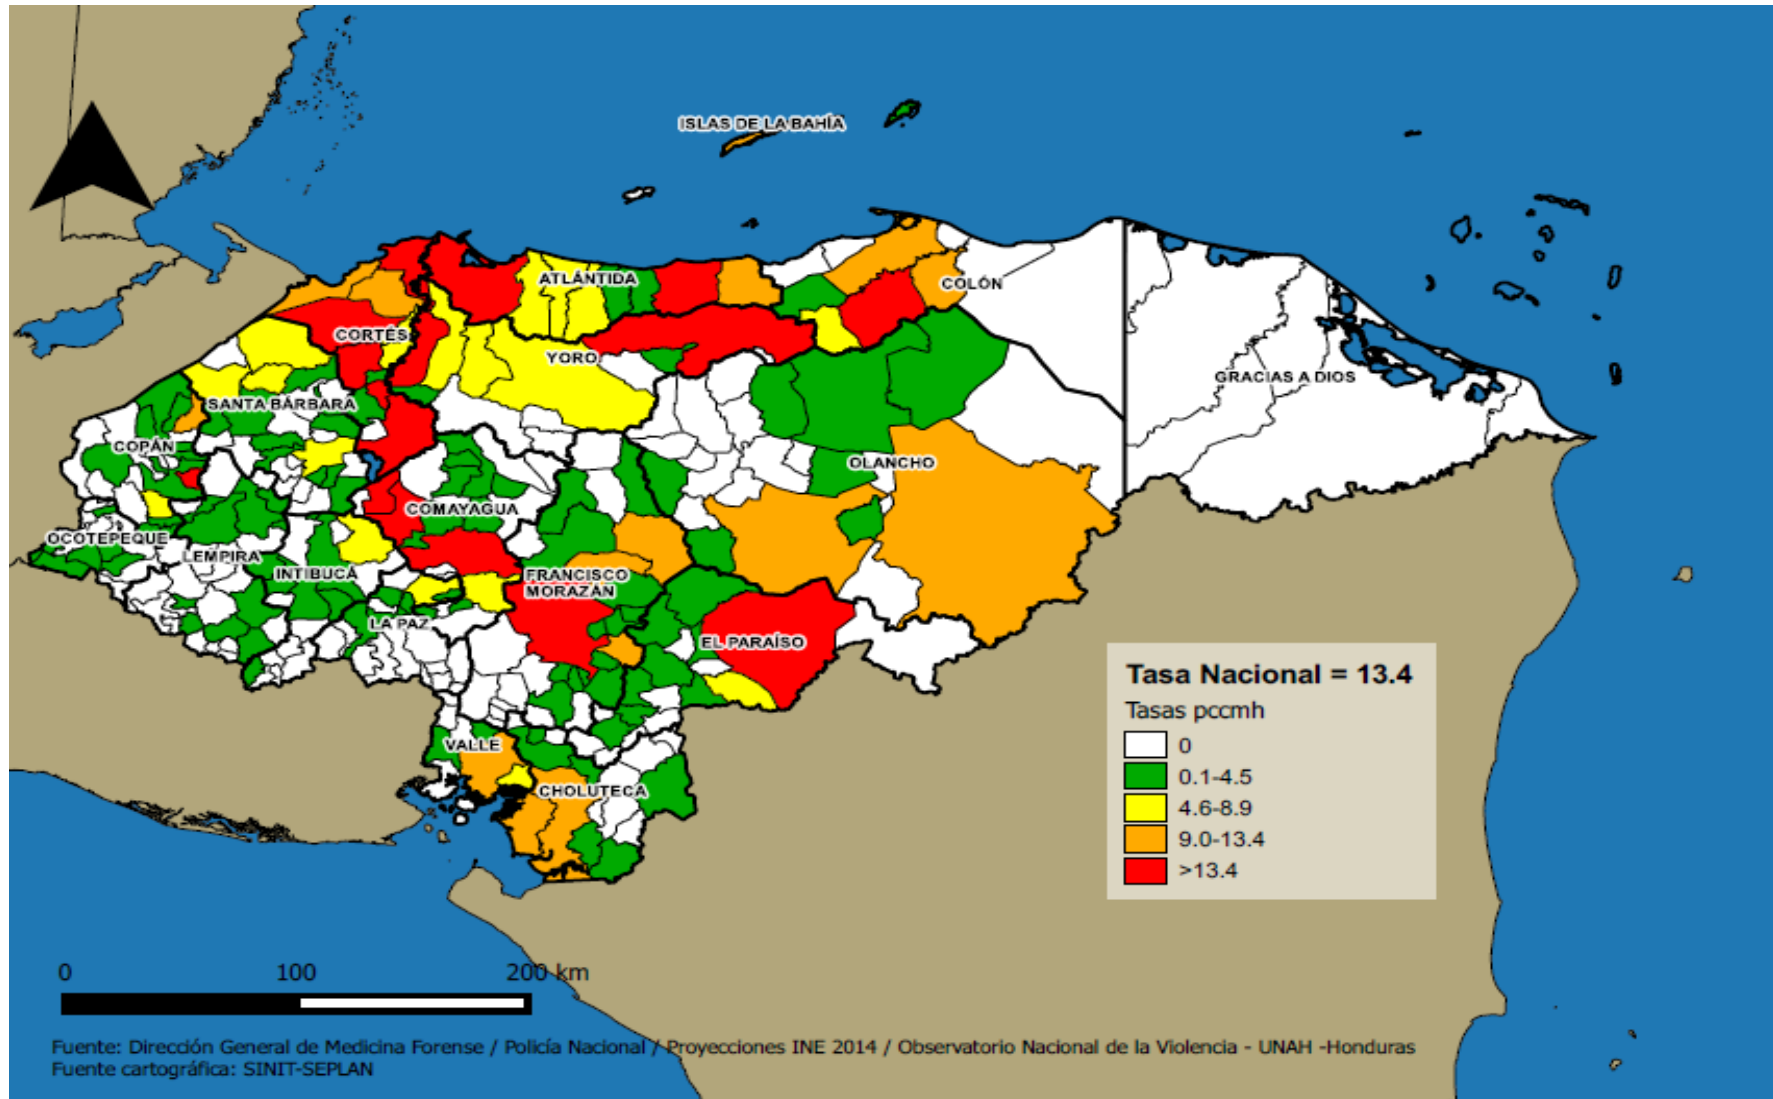 ISLAS DE LA BAHÍA
ATLÁNTIDA
COLÓN
CORTÉS
YORO
GRACIAS A DIOS
SANTA BÁRBARA
COPÁN
OLANCHO
COMAYAGUA
OCOTEPEQUE
LEMPIRA
INTIBUCÁ
FRANCISCO
MORAZÁN
LA PAZ
EL PARAÍSO
VALLE
CHOLUTECA
Tasa Nacional = 13.4
Tasas pccmh
0
0.1-4.5
4.6-8.9
9.0-13.4
>13.4
0 100 200 km
Fuente: Dirección General de Medicina Forense / Policía Nacional / Proyecciones INE 2014 / Observatorio Nacional de la Violencia - UNAH -Honduras
Fuente cartográfica: SINIT-SEPLAN